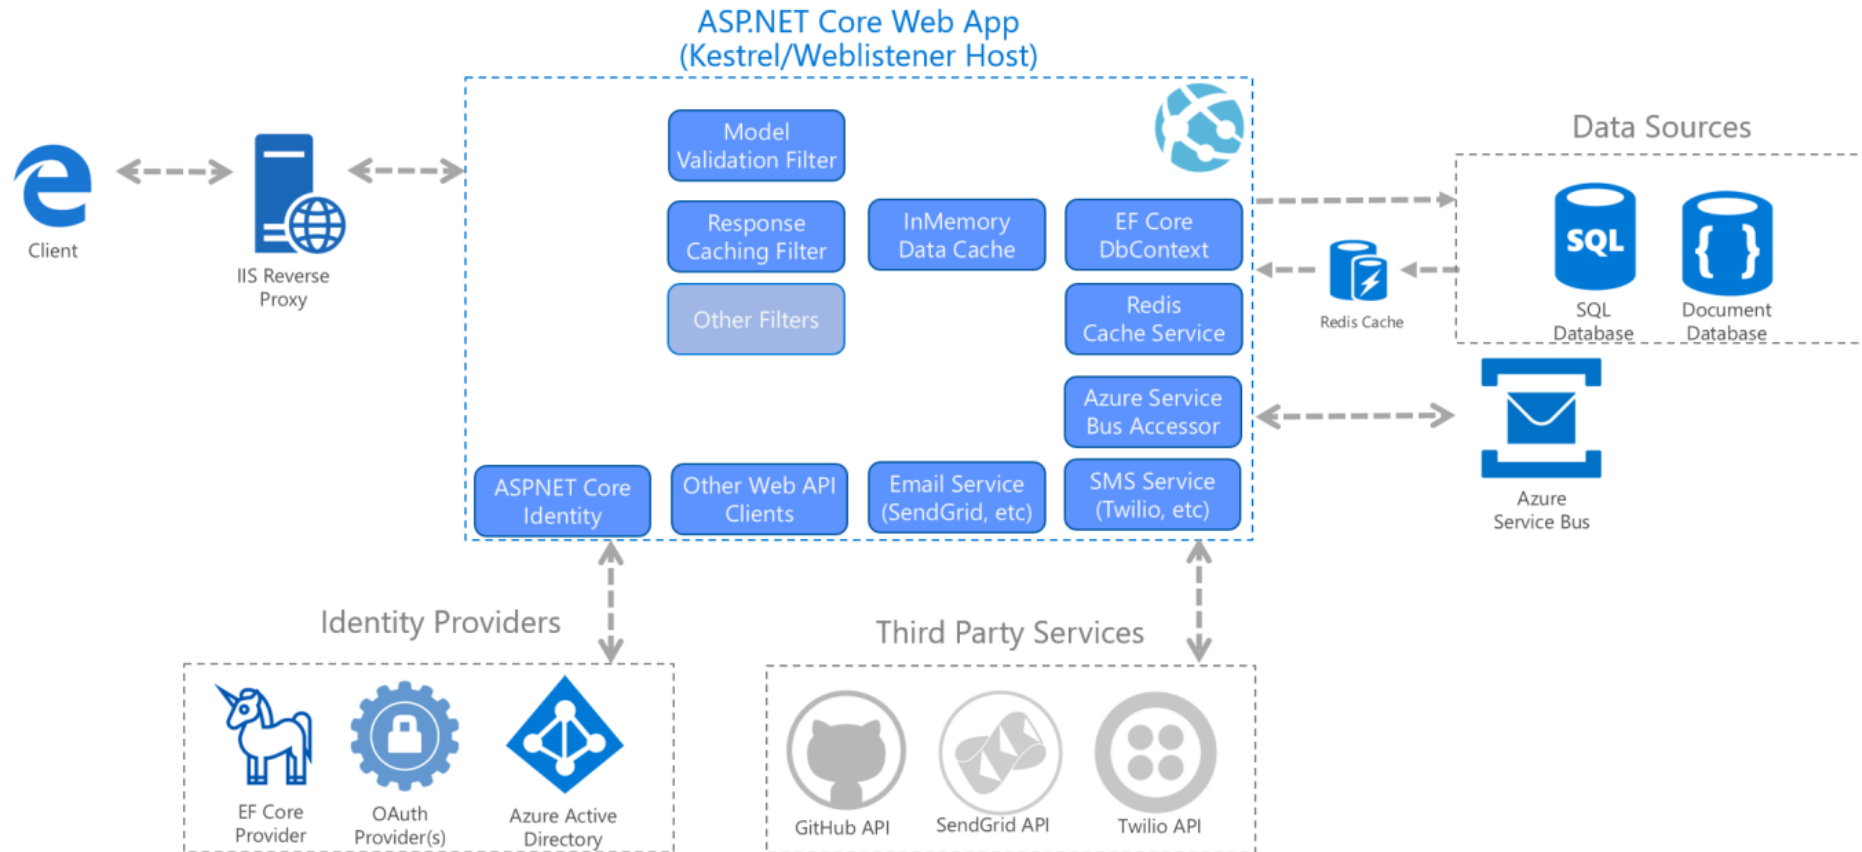 ASP.NET Core Web App
(Kestrel/Weblistener Host)
Model
Validation Filter
Response
Caching Filter
Other Filters
InMemory
Data Cache
EF Core
DbContext
Redis
Cache Service
Azure Service
Bus Accessor
ASPNET Core
Identity
Other Web API
Clients
Email Service
(SendGrid, etc)
SMS Service
(Twilio, etc)
Client
IIS Reverse
Proxy
Data Sources
SQL
SQL
Database
{ }
Document
Database
Redis Cache
Azure
Service Bus
Identity Providers
EF Core
Provider
OAuth
Provider(s)
Azure Active
Directory
Third Party Services
GitHub API
SendGrid API
Twilio API